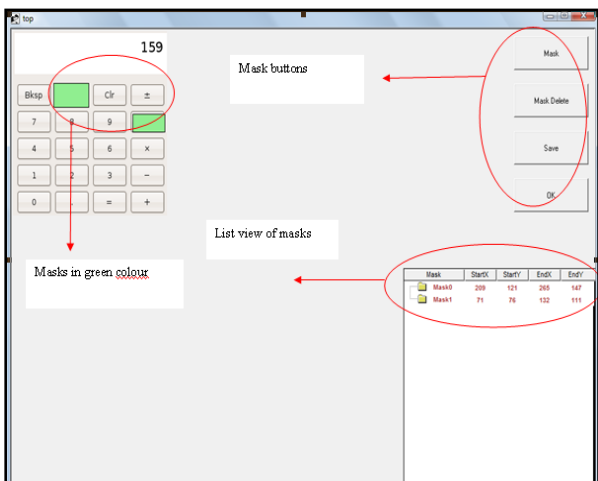 top
159
Mask
Mask buttons
Bksp Clr ±
Mask Delete
7 8 9
4 5 6 ×
Save
1 2 3 −
0 . = +
OK
List view of masks
Masks in green colour
Mask StartX StartY EndX EndY
Mask0 209 121 265 147
Mask1 71 76 132 111